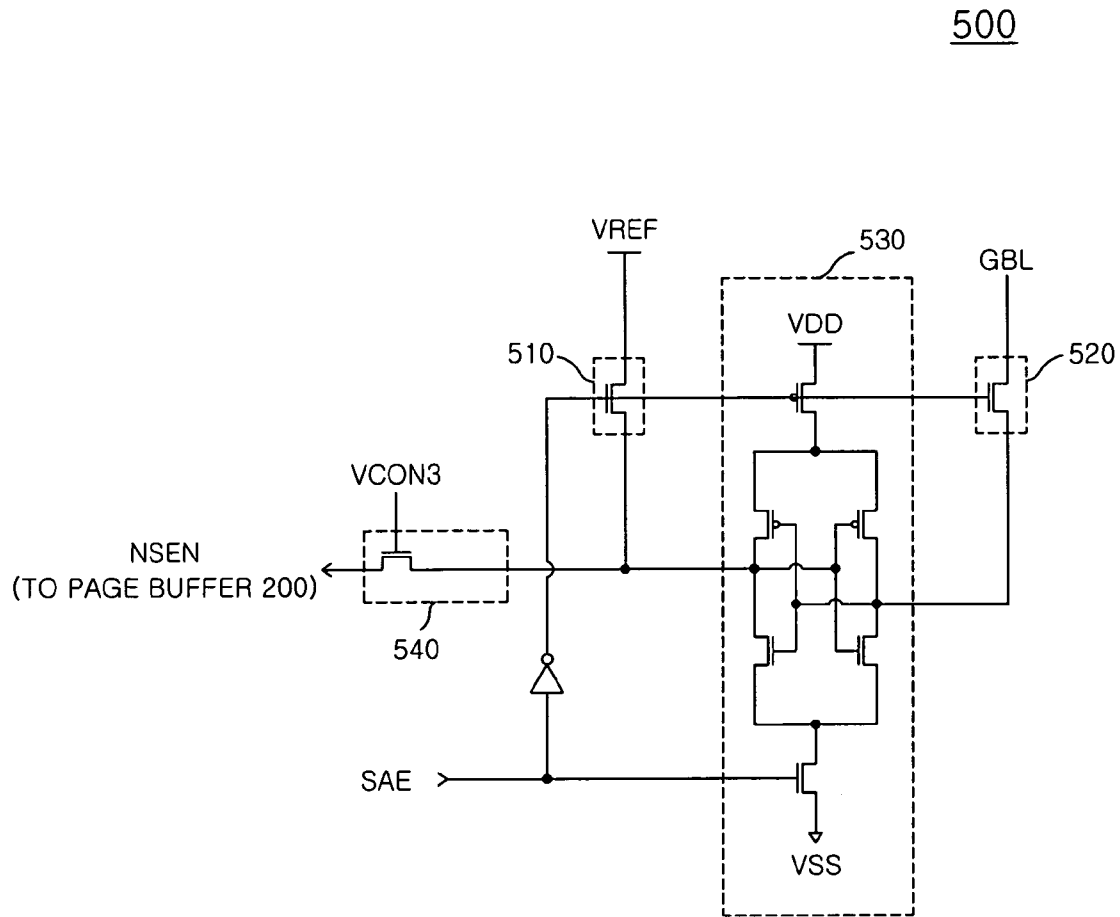 500
VREF
530
GBL
VDD
510
520
VCON3
NSEN
(TO PAGE BUFFER 200)
540
SAE
VSS